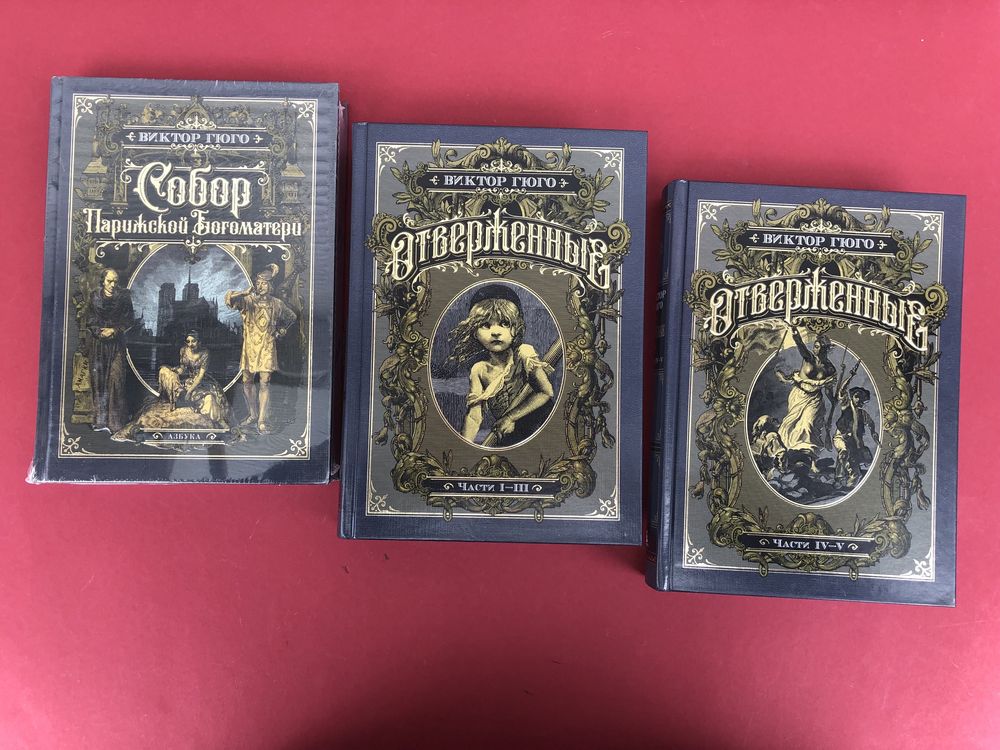 Виктор Гюго
Собор
Парижской Богоматери
Азбука
Виктор Гюго
Отверженные
Части I–III
Виктор Гюго
Отверженные
Части IV–V